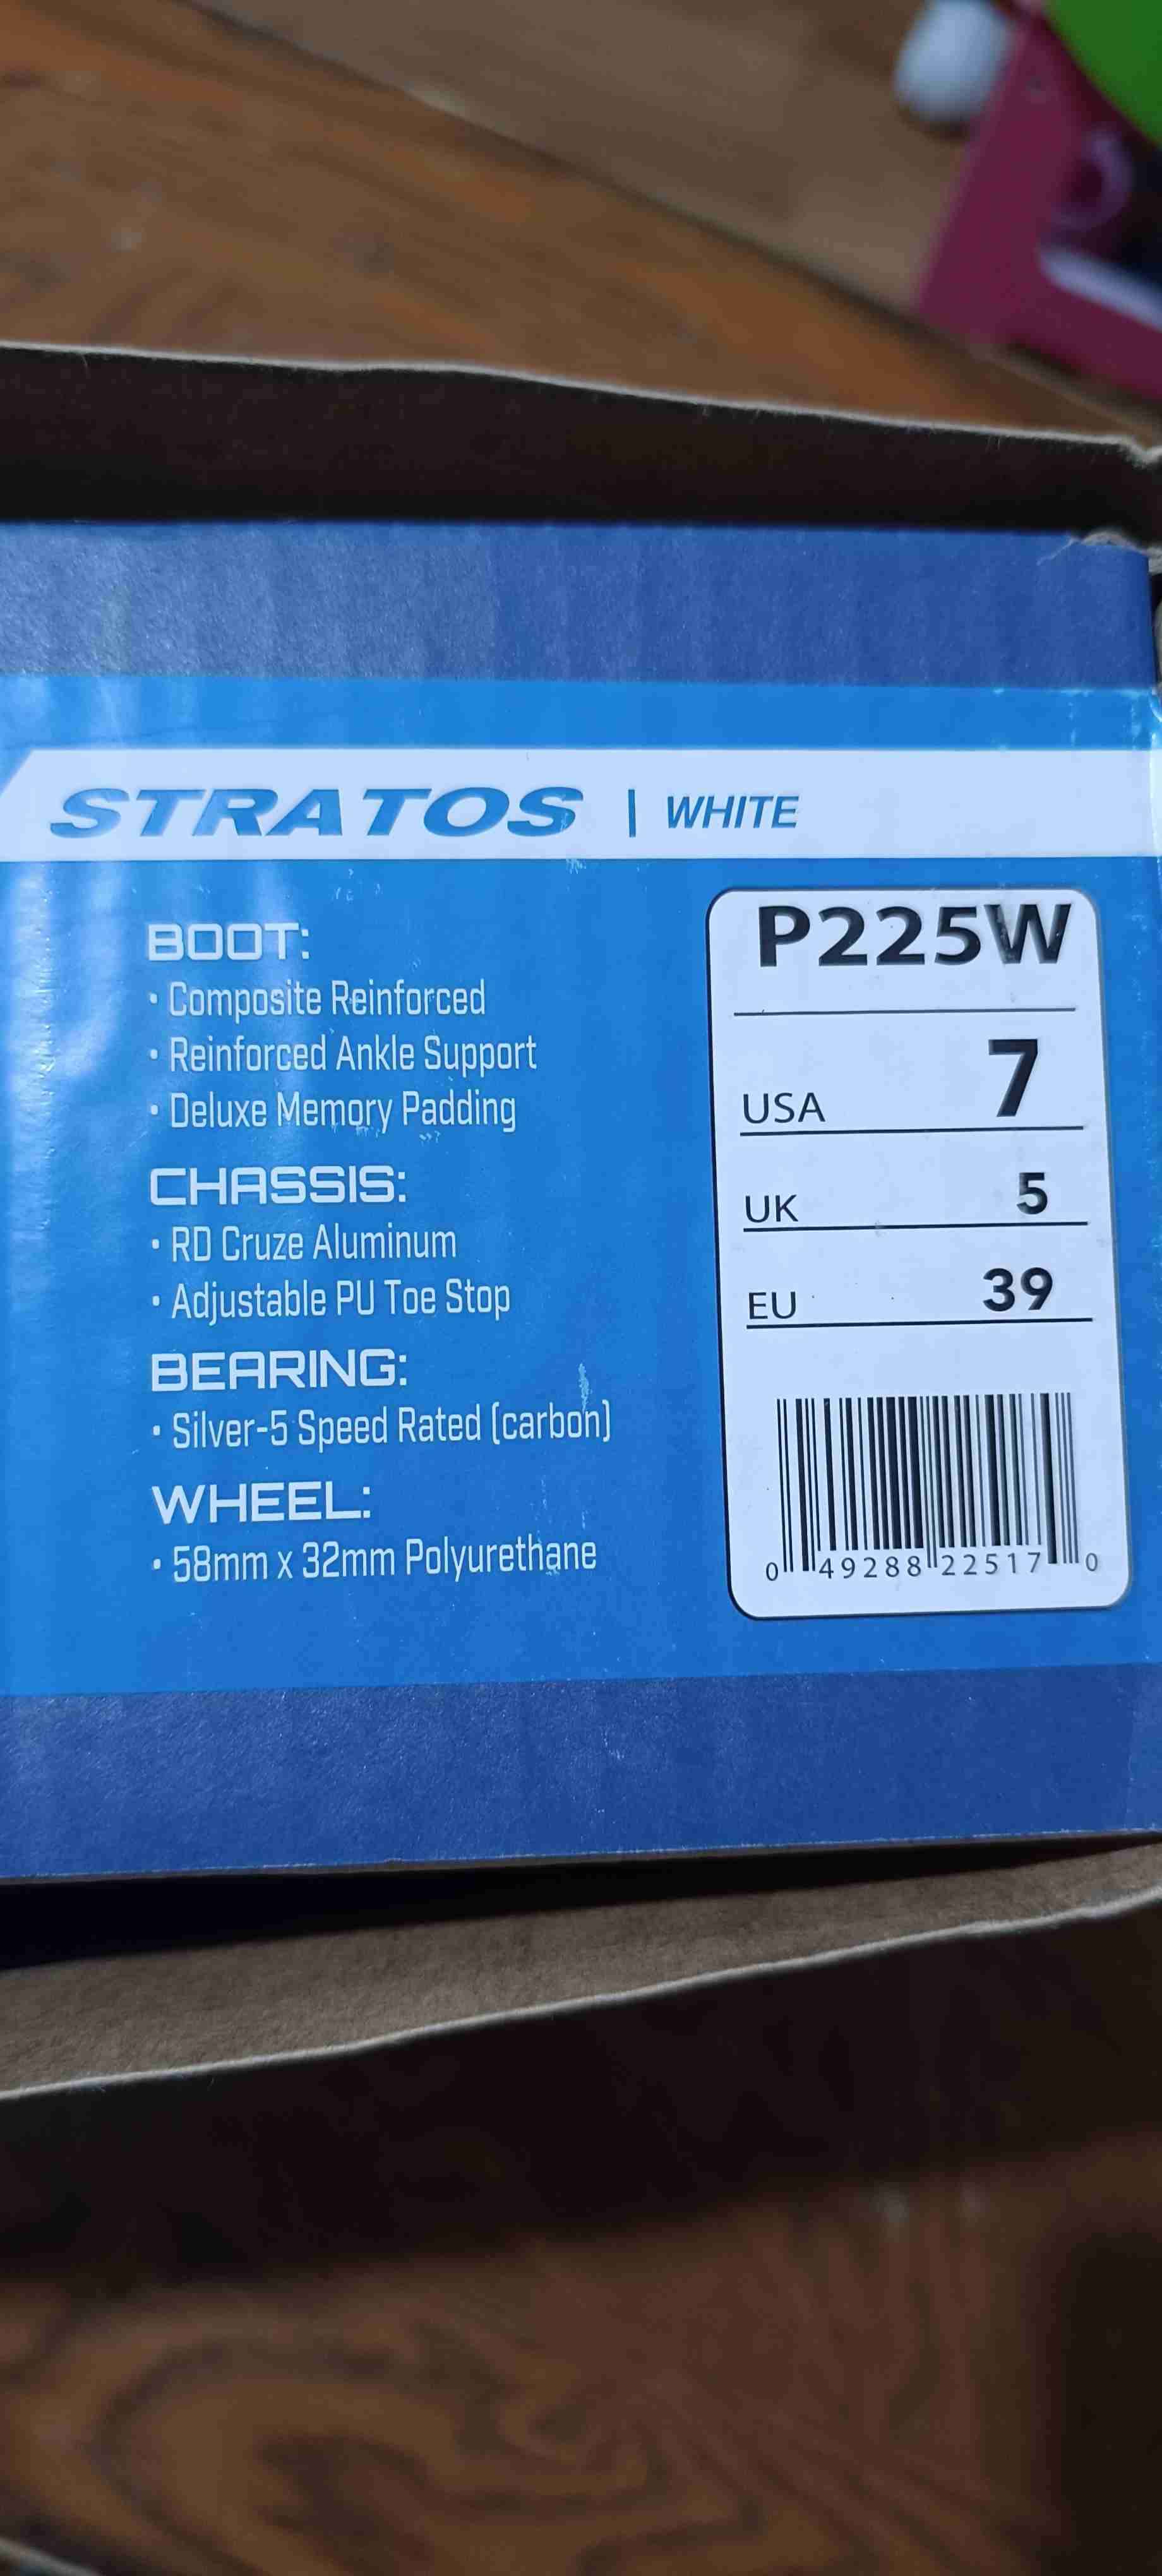 STRATOS | WHITE
BOOT:
• Composite Reinforced
• Reinforced Ankle Support
• Deluxe Memory Padding
CHASSIS:
• RD Cruze Aluminum
• Adjustable PU Toe Stop
BEARING:
• Silver-5 Speed Rated (carbon)
WHEEL:
• 58mm x 32mm Polyurethane
P225W
USA 7
UK 5
EU 39
0 49288 22517 0